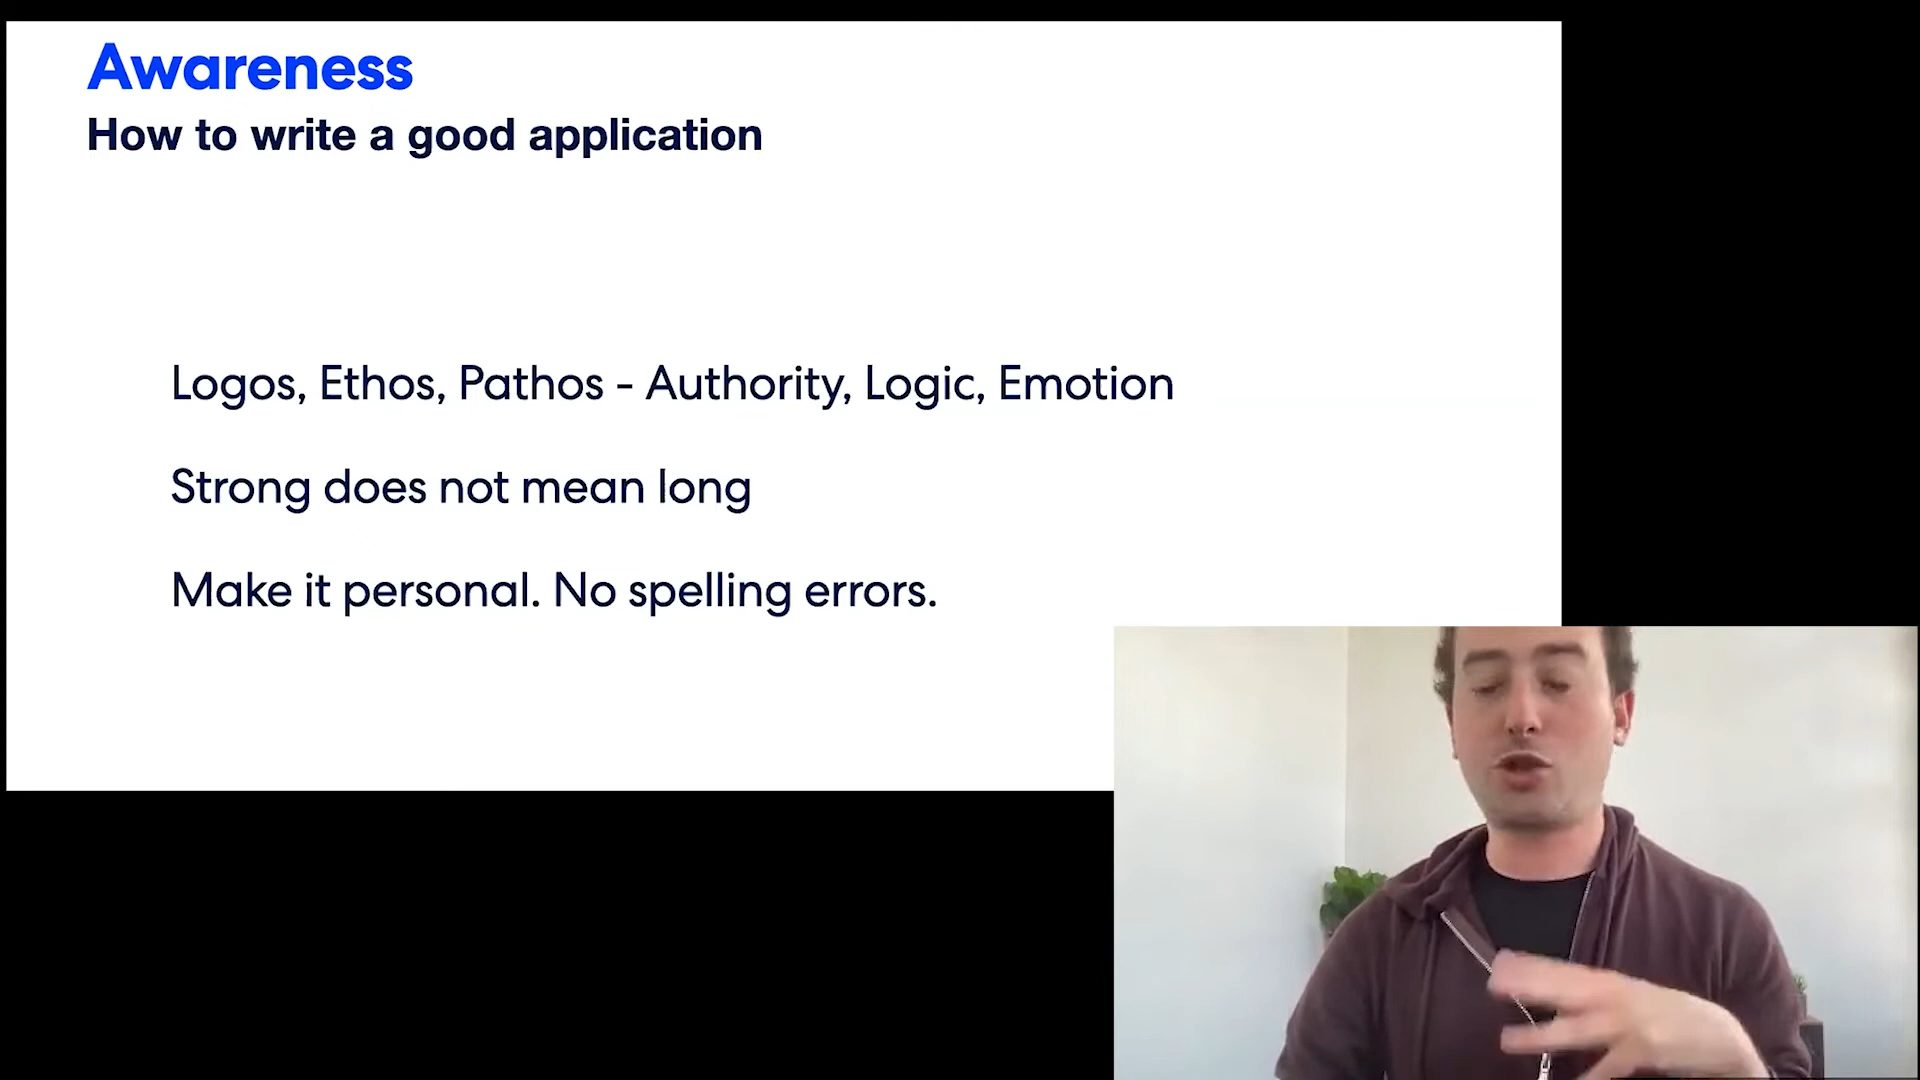 Awareness
How to write a good application
Logos, Ethos, Pathos - Authority, Logic, Emotion
Strong does not mean long
Make it personal. No spelling errors.